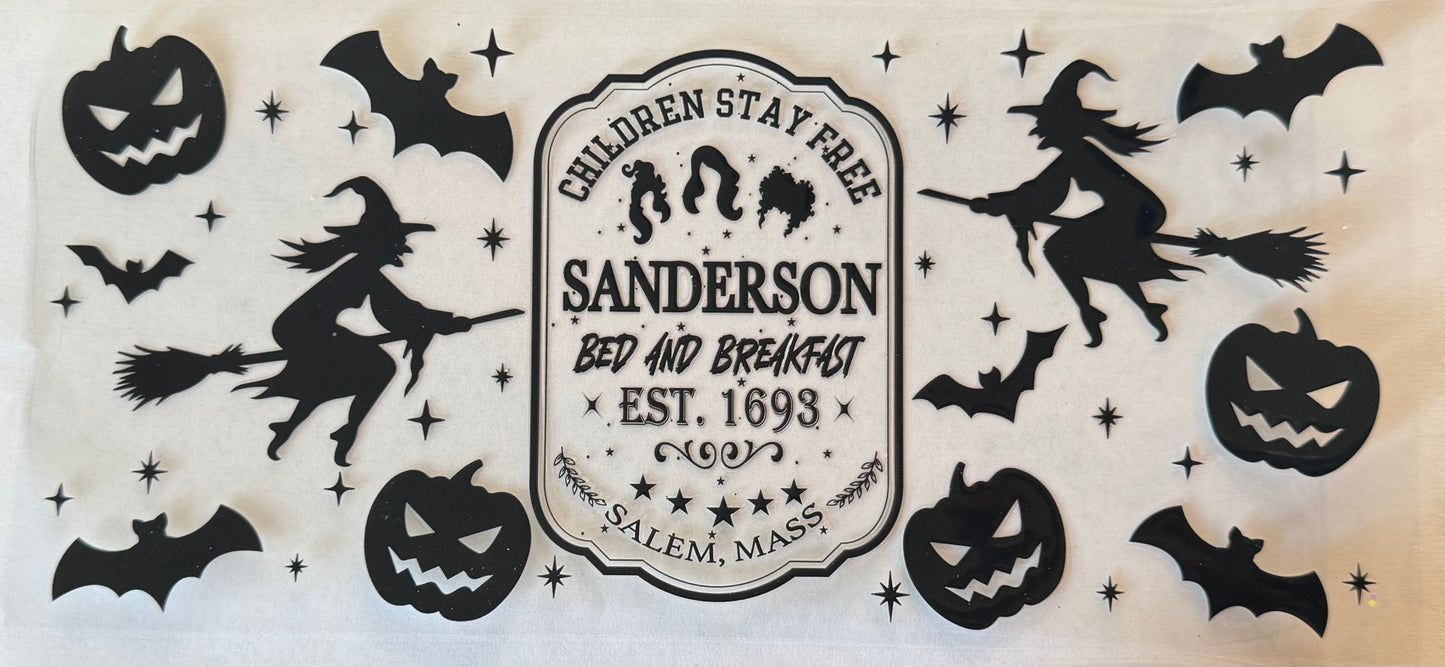 CHILDREN STAY FREE
SANDERSON
BED AND BREAKFAST
EST. 1693
SALEM, MASS